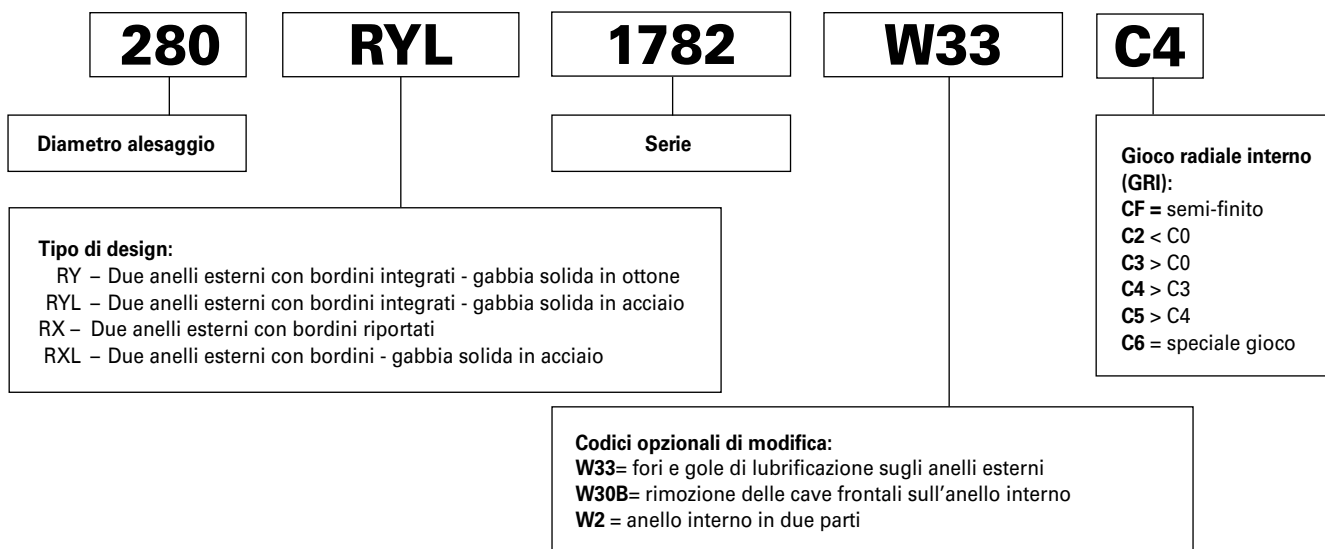 280 RYL 1782 W33 C4
Diametro alesaggio
Serie
Gioco radiale interno
(GRI):
CF = semi-finito
C2 < C0
C3 > C0
C4 > C3
C5 > C4
C6 = speciale gioco
Tipo di design:
RY – Due anelli esterni con bordini integrati - gabbia solida in ottone
RYL – Due anelli esterni con bordini integrati - gabbia solida in acciaio
RX – Due anelli esterni con bordini riportati
RXL – Due anelli esterni con bordini - gabbia solida in acciaio
Codici opzionali di modifica:
W33= fori e gole di lubrificazione sugli anelli esterni
W30B= rimozione delle cave frontali sull'anello interno
W2 = anello interno in due parti